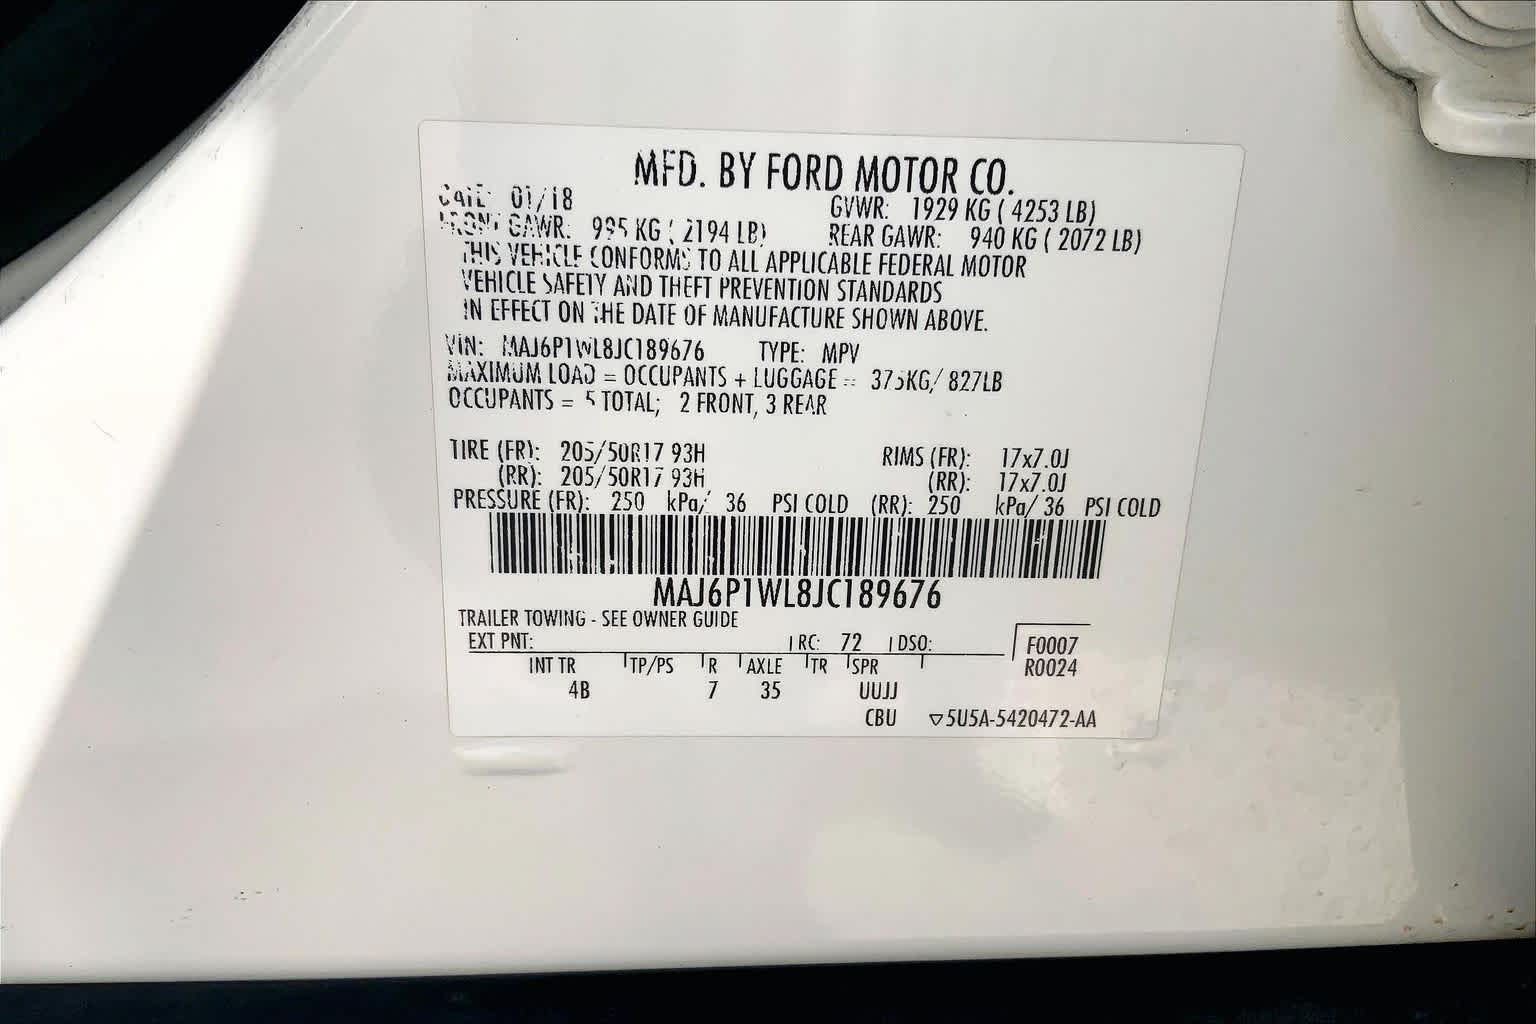 MFD. BY FORD MOTOR CO.
DATE: 01/18 GVWR: 1929 KG ( 4253 LB)
FRONT GAWR: 995 KG ( 2194 LB) REAR GAWR: 940 KG ( 2072 LB)
THIS VEHICLE CONFORMS TO ALL APPLICABLE FEDERAL MOTOR
VEHICLE SAFETY AND THEFT PREVENTION STANDARDS
IN EFFECT ON THE DATE OF MANUFACTURE SHOWN ABOVE.
VIN: MAJ6P1WL8JC189676 TYPE: MPV
MAXIMUM LOAD = OCCUPANTS + LUGGAGE = 375KG/ 827LB
OCCUPANTS = 5 TOTAL; 2 FRONT, 3 REAR
TIRE (FR): 205/50R17 93H RIMS (FR): 17x7.0J
(RR): 205/50R17 93H (RR): 17x7.0J
PRESSURE (FR): 250 kPa/ 36 PSI COLD (RR): 250 kPa/ 36 PSI COLD
MAJ6P1WL8JC189676
TRAILER TOWING - SEE OWNER GUIDE
EXT PNT: RC: 72 DSO: F0007
INT TR TP/PS R AXLE TR SPR R0024
4B 7 35 UUJJ
CBU ▽5U5A-5420472-AA